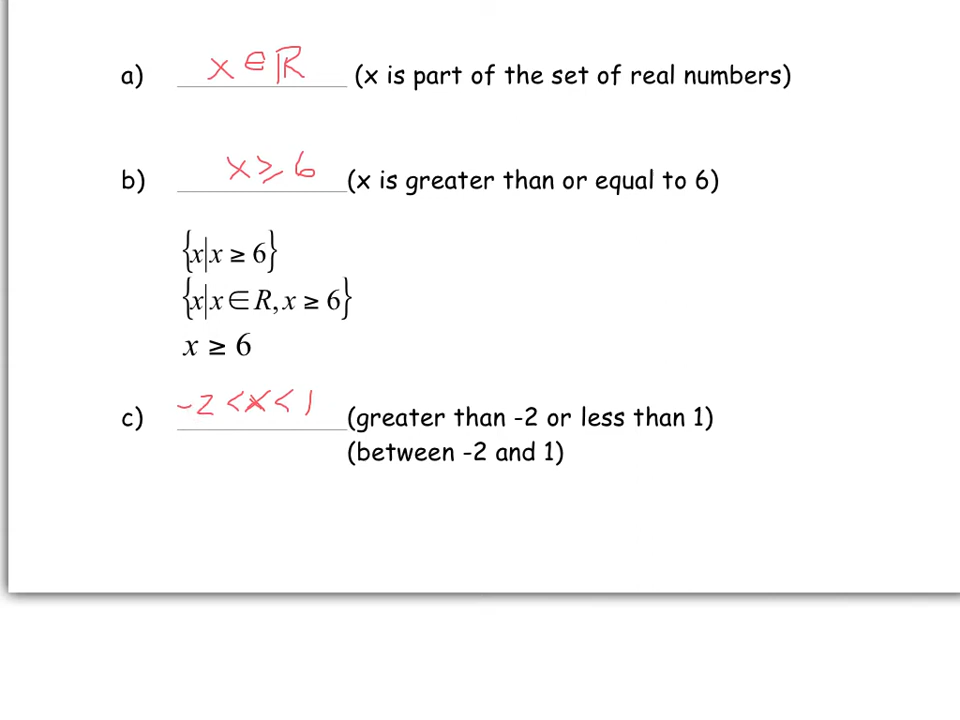 a) x ∈ ℝ (x is part of the set of real numbers)
b) x ≥ 6 (x is greater than or equal to 6)
{x|x ≥ 6}
{x|x ∈ R, x ≥ 6}
x ≥ 6
c) -2 < x < 1 (greater than -2 or less than 1)
(between -2 and 1)